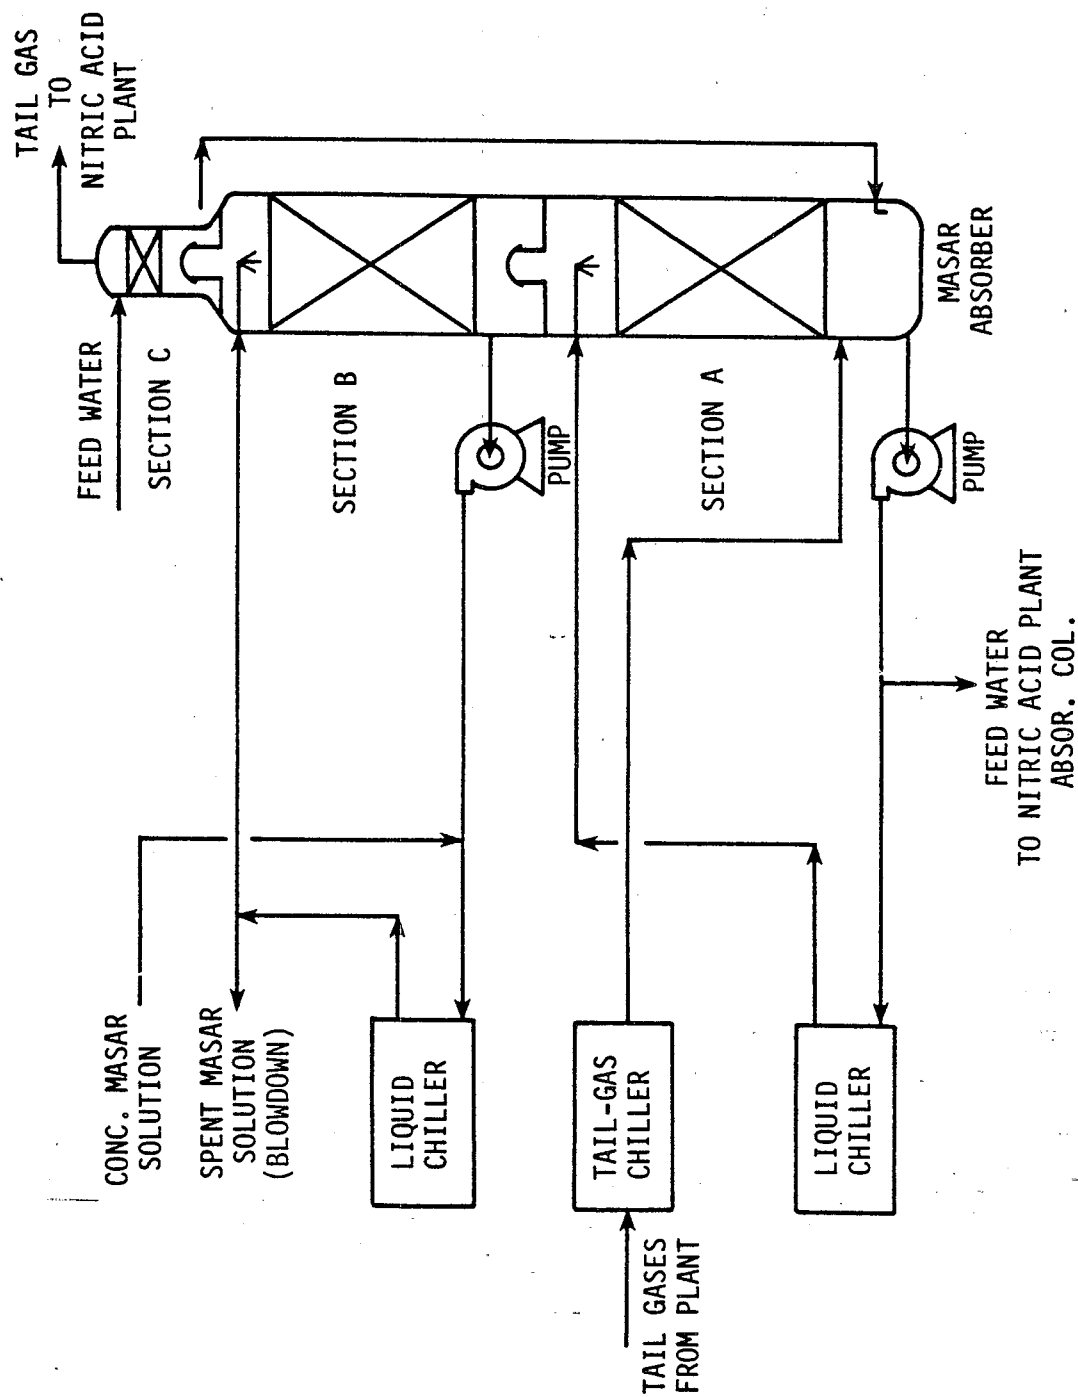 TAIL GAS
TO
NITRIC ACID
PLANT
FEED WATER
SECTION C
SECTION B
PUMP
SECTION A
PUMP
MASAR
ABSORBER
CONC. MASAR
SOLUTION
SPENT MASAR
SOLUTION
(BLOWDOWN)
LIQUID
CHILLER
TAIL-GAS
CHILLER
LIQUID
CHILLER
TAIL GASES
FROM PLANT
FEED WATER
TO NITRIC ACID PLANT
ABSOR. COL.